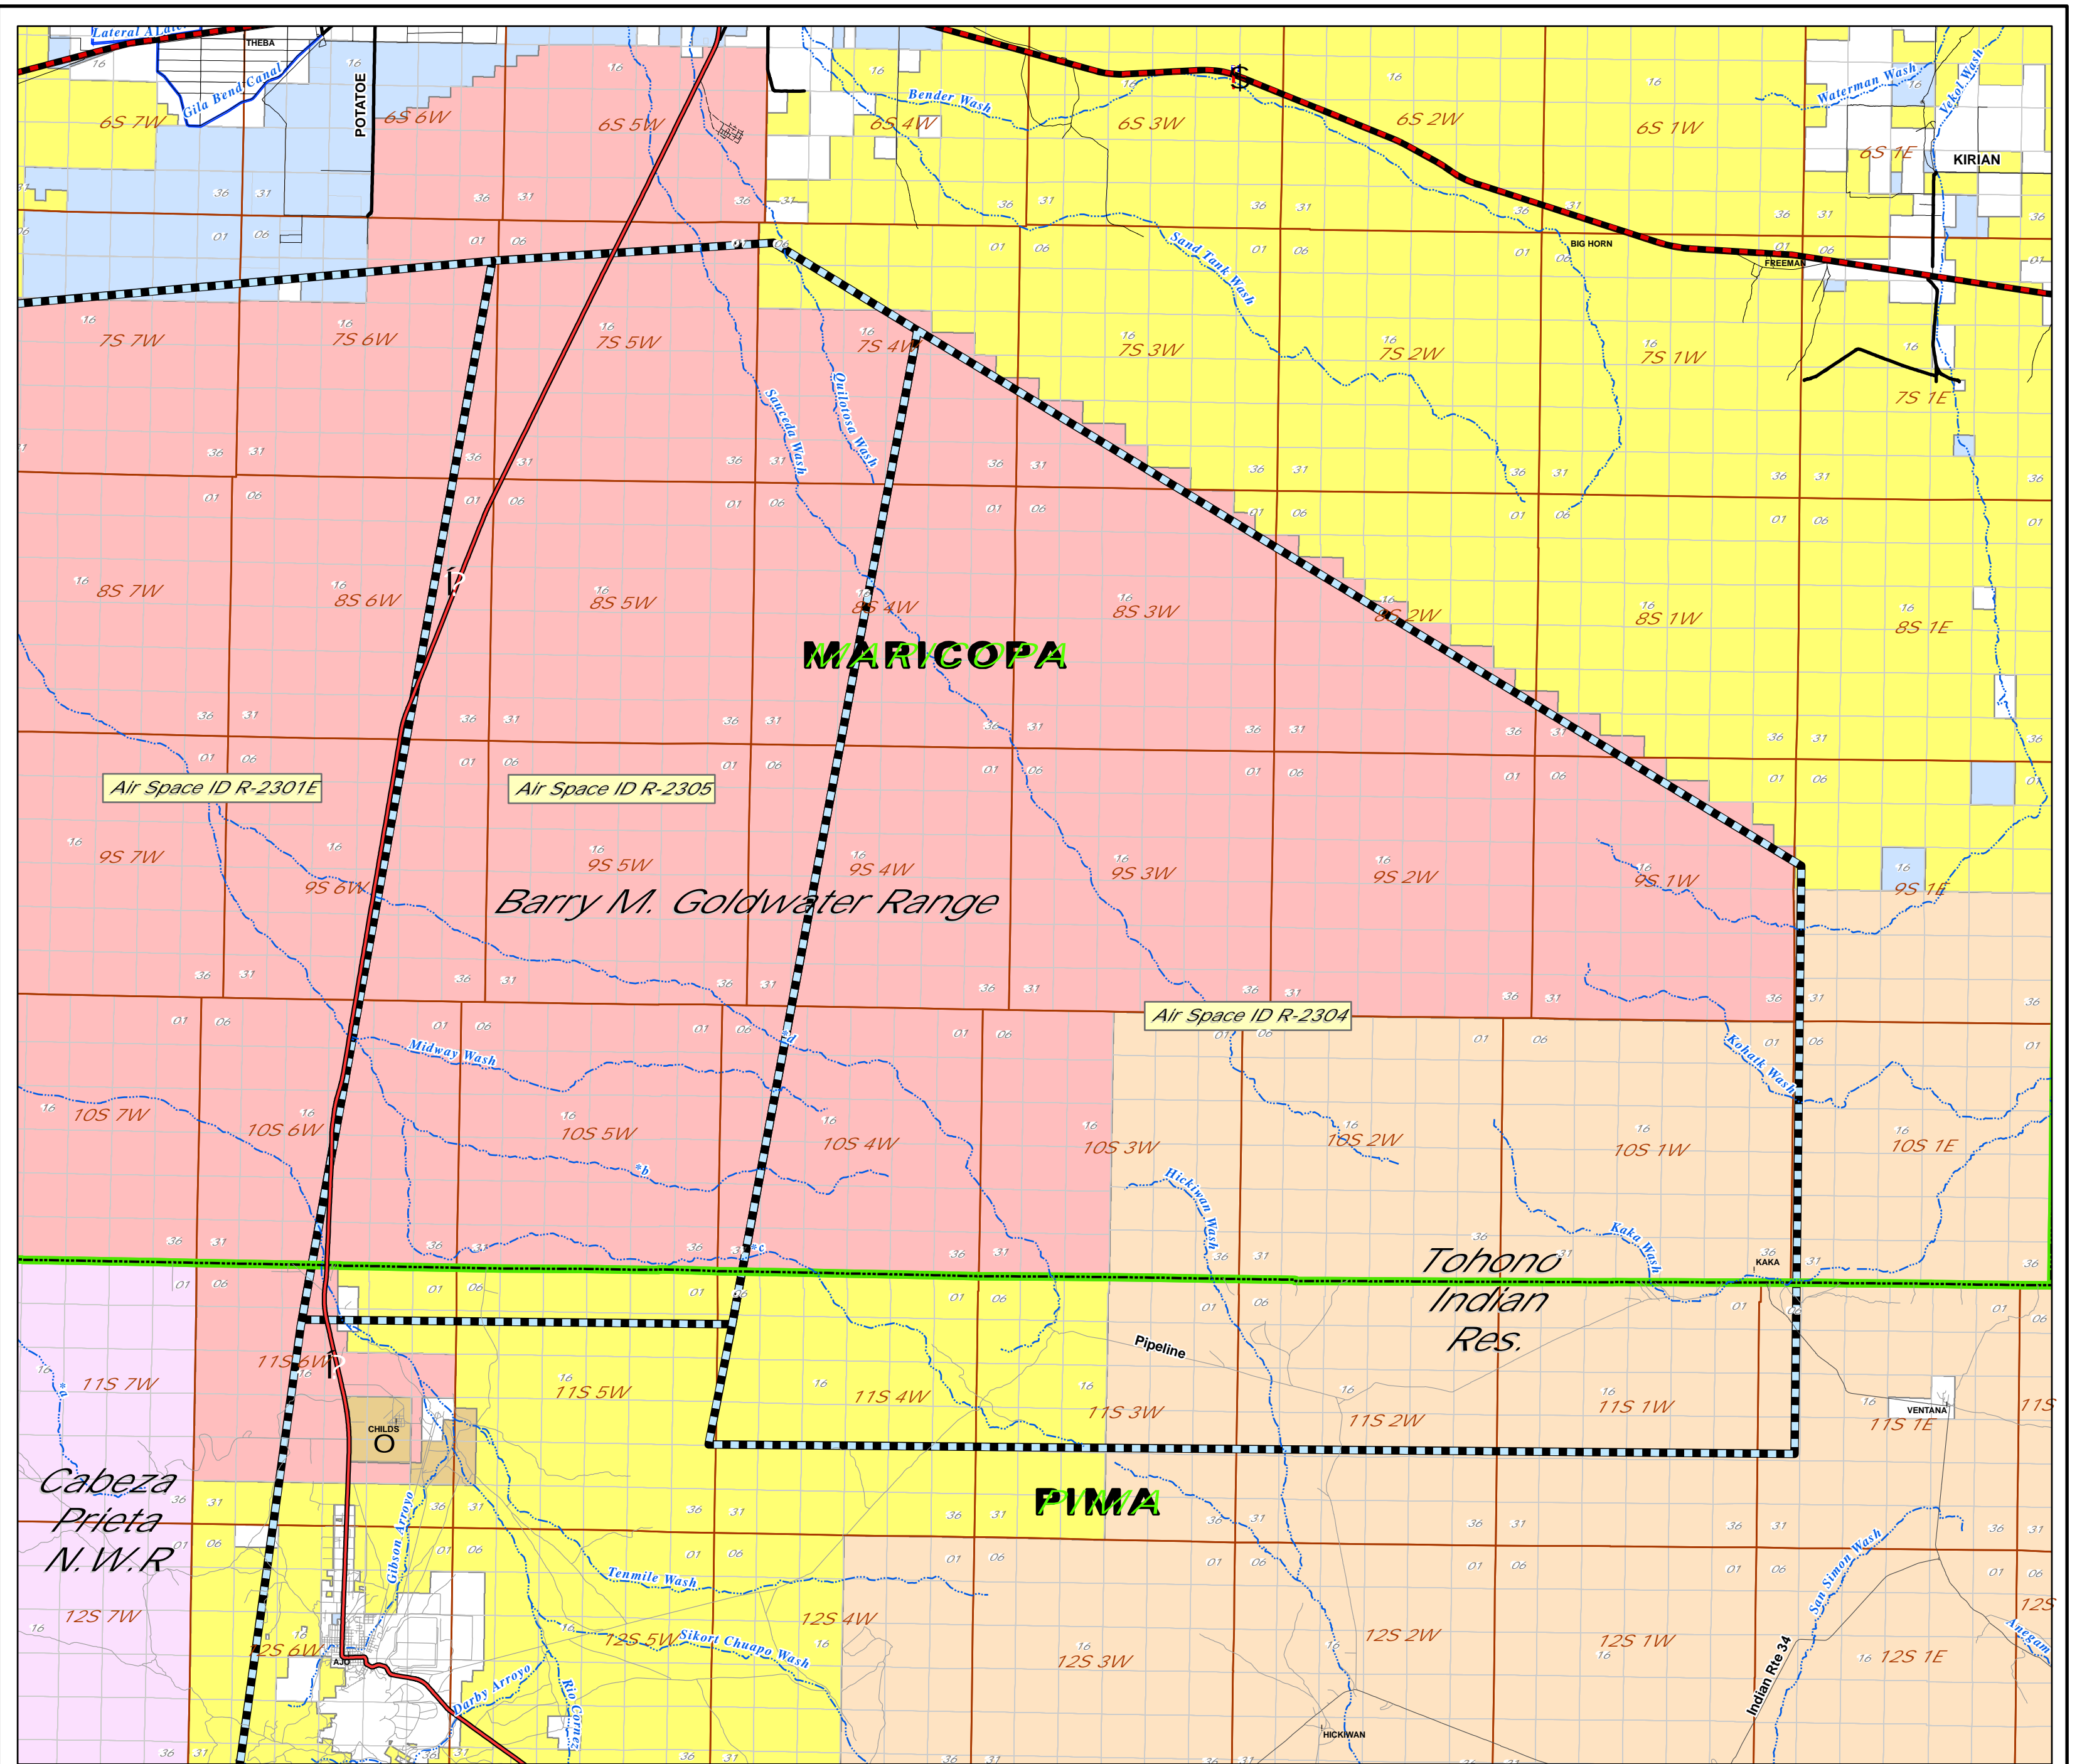 Lateral A
THEBA
Gila Bend Canal
POTATOE
Bender Wash
Waterman Wash
Vekol Wash
KIRIAN
6S 7W
6S 6W
6S 5W
6S 4W
6S 3W
6S 2W
6S 1W
6S 1E
Sand Tank Wash
BIG HORN
FREEMAN
7S 7W
7S 6W
7S 5W
7S 4W
7S 3W
7S 2W
7S 1W
7S 1E
Sauceda Wash
Quilotosa Wash
8S 7W
8S 6W
8S 5W
8S 4W
8S 3W
8S 2W
8S 1W
8S 1E
MARICOPA
Air Space ID R-2301E
Air Space ID R-2305
9S 7W
9S 6W
9S 5W
9S 4W
9S 3W
9S 2W
9S 1W
9S 1E
Barry M. Goldwater Range
Air Space ID R-2304
Midway Wash
*d
Kohatk Wash
10S 7W
10S 6W
10S 5W
10S 4W
10S 3W
10S 2W
10S 1W
10S 1E
*b
Hickiwan Wash
*c
Kaka Wash
KAKA
Tohono
Indian
Res.
Pipeline
*a
11S 7W
11S 6W
11S 5W
11S 4W
11S 3W
11S 2W
11S 1W
11S 1E
11S
VENTANA
CHILDS
O
Cabeza
Prieta
N.W.R
PIMA
Gibson Arroyo
Tenmile Wash
San Simon Wash
12S 7W
12S 6W
12S 5W
12S 4W
12S 3W
12S 2W
12S 1W
12S 1E
12S
Sikort Chuapo Wash
Anegam
AJO
Darby Arroyo
Rio Cornez
Indian Rte 34
HICKIWAN